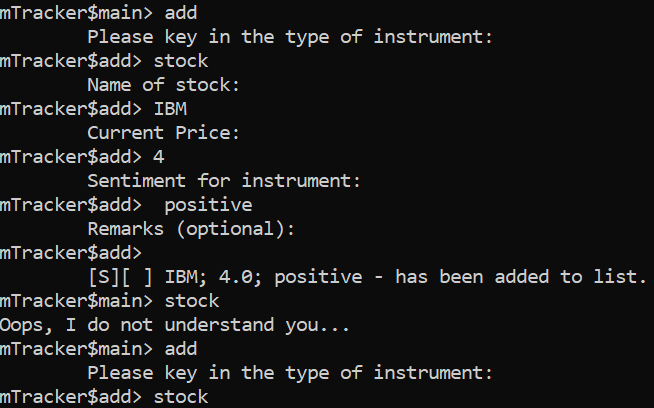 mTracker$main> add
Please key in the type of instrument:
mTracker$add> stock
Name of stock:
mTracker$add> IBM
Current Price:
mTracker$add> 4
Sentiment for instrument:
mTracker$add>  positive
Remarks (optional):
mTracker$add>
[S][ ] IBM; 4.0; positive - has been added to list.
mTracker$main> stock
Oops, I do not understand you...
mTracker$main> add
Please key in the type of instrument:
mTracker$add> stock